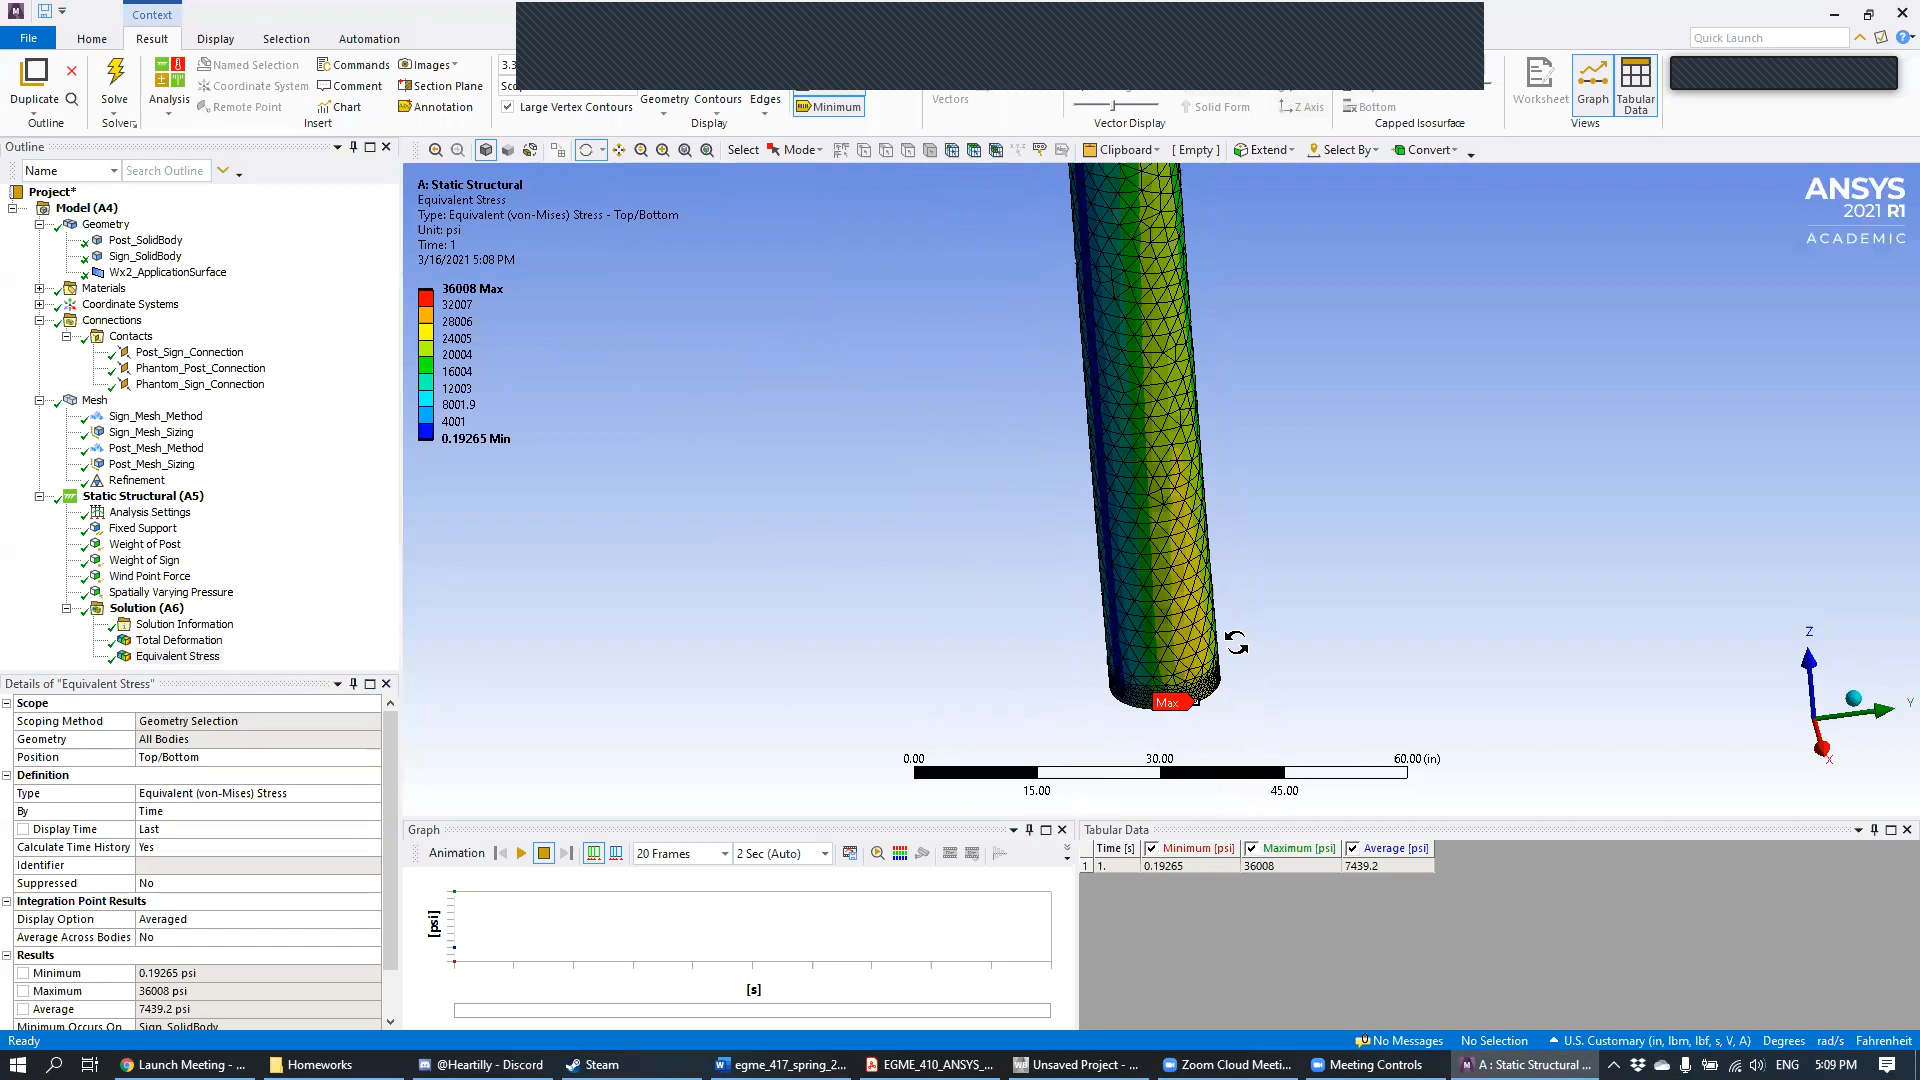 Context
File
Home
Result
Display
Selection
Automation
Quick Launch
Duplicate
Outline
Solve
Solver
Analysis
Named Selection
Coordinate System
Remote Point
Commands
Comment
Chart
Images
Section Plane
Annotation
Insert
3.3
Large Vertex Contours
Geometry
Contours
Edges
Display
Minimum
Vectors
Solid Form
Z Axis
Vector Display
Bottom
Capped Isosurface
Worksheet
Graph
Tabular Data
Views
Outline
Name
Search Outline
Select
Mode
Clipboard
[ Empty ]
Extend
Select By
Convert
Project*
Model (A4)
Geometry
Post_SolidBody
Sign_SolidBody
Wx2_ApplicationSurface
Materials
Coordinate Systems
Connections
Contacts
Post_Sign_Connection
Phantom_Post_Connection
Phantom_Sign_Connection
Mesh
Sign_Mesh_Method
Sign_Mesh_Sizing
Post_Mesh_Method
Post_Mesh_Sizing
Refinement
Static Structural (A5)
Analysis Settings
Fixed Support
Weight of Post
Weight of Sign
Wind Point Force
Spatially Varying Pressure
Solution (A6)
Solution Information
Total Deformation
Equivalent Stress
A: Static Structural
Equivalent Stress
Type: Equivalent (von-Mises) Stress - Top/Bottom
Unit: psi
Time: 1
3/16/2021 5:08 PM
36008 Max
32007
28006
24005
20004
16004
12003
8001.9
4001
0.19265 Min
ANSYS
2021 R1
ACADEMIC
Max
0.00 30.00 60.00 (in)
15.00 45.00
Z
Y
X
Details of "Equivalent Stress"
Scope
Scoping Method Geometry Selection
Geometry All Bodies
Position Top/Bottom
Definition
Type Equivalent (von-Mises) Stress
By Time
Display Time Last
Calculate Time History Yes
Identifier
Suppressed No
Integration Point Results
Display Option Averaged
Average Across Bodies No
Results
Minimum 0.19265 psi
Maximum 36008 psi
Average 7439.2 psi
Minimum Occurs On Sign_SolidBody
Graph
Animation
20 Frames
2 Sec (Auto)
[psi]
[s]
Tabular Data
Time [s] Minimum [psi] Maximum [psi] Average [psi]
1 1. 0.19265 36008 7439.2
Ready
No Messages
No Selection
U.S. Customary (in, lbm, lbf, s, V, A)
Degrees
rad/s
Fahrenheit
Launch Meeting - ...
Homeworks
@Heartilly - Discord
Steam
egme_417_spring_2...
EGME_410_ANSYS_...
Unsaved Project - ...
Zoom Cloud Meeti...
Meeting Controls
A : Static Structural ...
ENG
5:09 PM